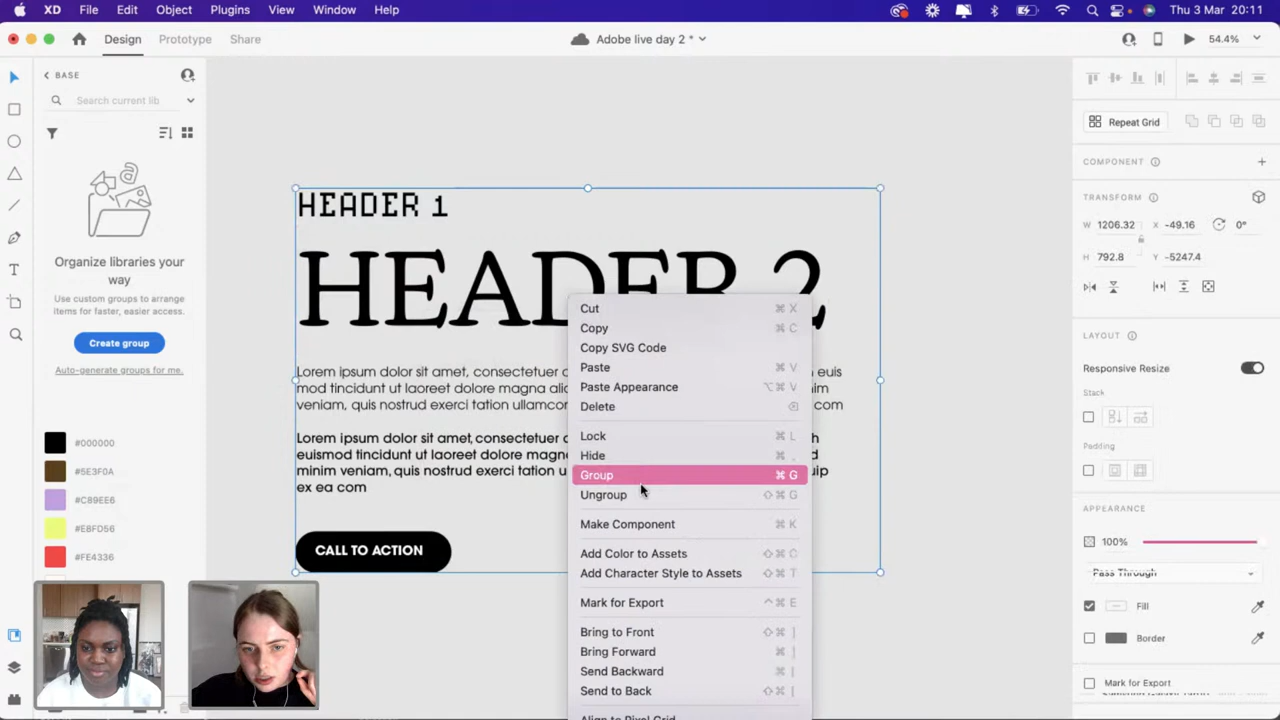 XD File Edit Object Plugins View Window Help Thu 3 Mar 20:11
Design Prototype Share Adobe live day 2 * 54.4%
BASE
Search current lib
Organize libraries your
way
Use custom groups to arrange
items for faster, easier access.
Create group
Auto-generate groups for me.
#000000
#5E3F0A
#C89EE6
#E8FD56
#FE4336
HEADER 1
HEADER 2
Lorem ipsum dolor sit amet, consectetuer euis
mod tincidunt ut laoreet dolore magna nim
veniam, quis nostrud exerci tation com
Lorem ipsum dolor sit amet, consectetuer
euismod tincidunt ut laoreet dolore
minim veniam, quis nostrud exerci tation
ex ea com
CALL TO ACTION
Cut ⌘ X
Copy ⌘ C
Copy SVG Code
Paste ⌘ V
Paste Appearance ⌥⌘ V
Delete ⌫
Lock ⌘ L
Hide ⌘ ,
Group ⌘ G
Ungroup ⇧⌘ G
Make Component ⌘ K
Add Color to Assets ⇧⌘ C
Add Character Style to Assets ⇧⌘ T
Mark for Export ^⌘ E
Bring to Front ⇧⌘ ]
Bring Forward ⌘ ]
Send Backward ⌘ [
Send to Back ⇧⌘ [
Align to Pixel Grid
Repeat Grid
COMPONENT
TRANSFORM
W 1206.32 X -49.16 0°
H 792.8 Y -5247.4
LAYOUT
Responsive Resize
Stack
Padding
APPEARANCE
100%
Pass Through
Fill
Border
Mark for Export